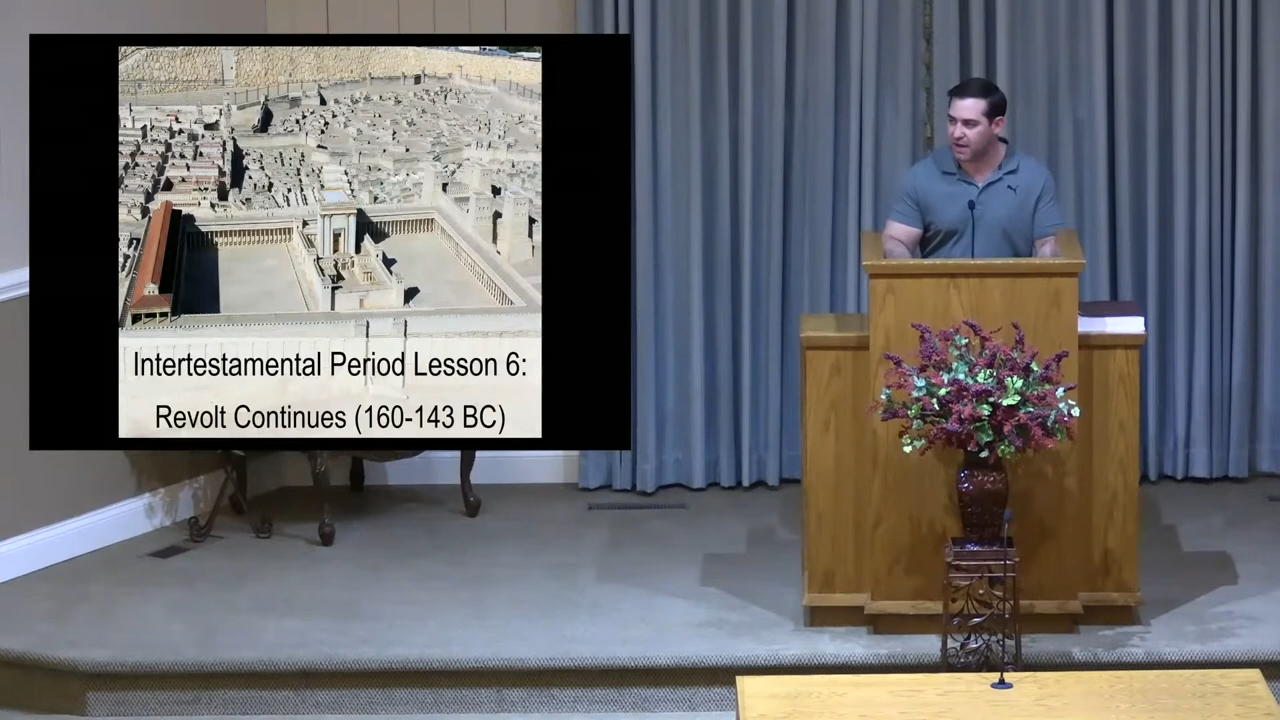 Intertestamental Period Lesson 6:
Revolt Continues (160-143 BC)